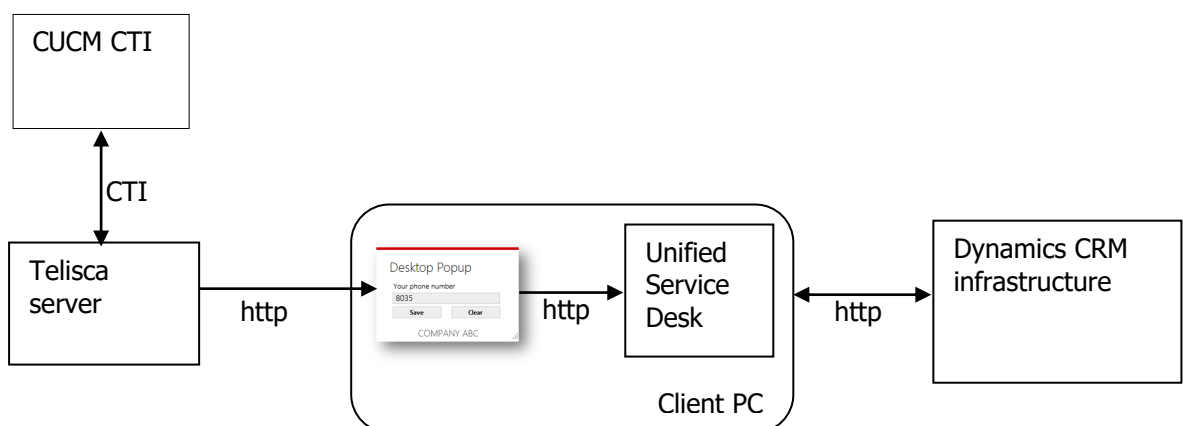 CUCM CTI
CTI
Telisca
server
http
Desktop Popup
Your phone number
8035
Save Clear
COMPANY ABC
http
Unified
Service
Desk
Client PC
http
Dynamics CRM
infrastructure